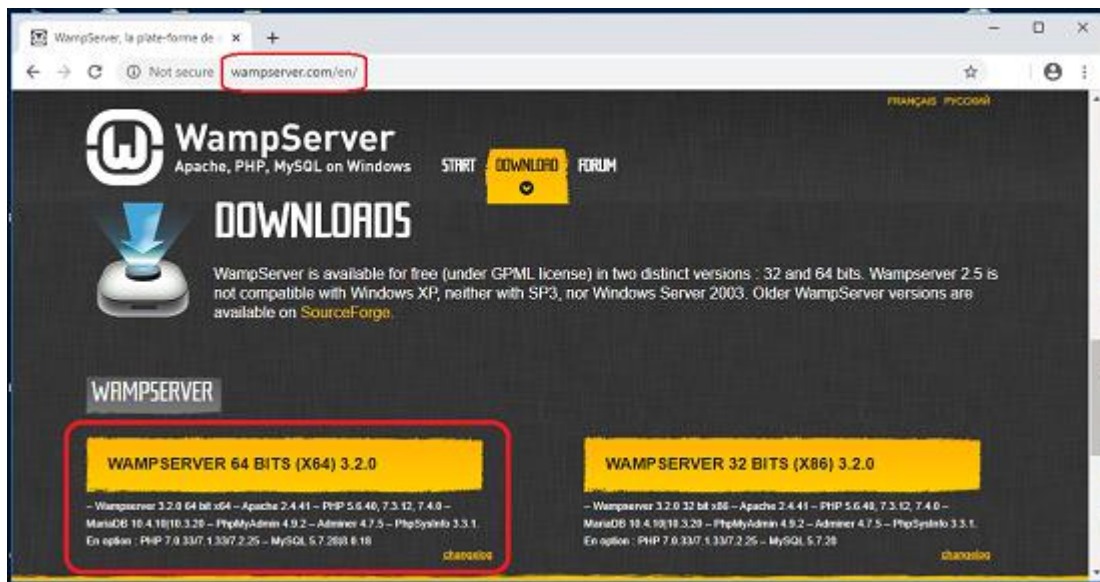 WampServer, la plate-forme de
Not secure
wampserver.com/en/
FRANÇAIS РУССКИЙ
WampServer
Apache, PHP, MySQL on Windows
START
DOWNLOAD
FORUM
DOWNLOADS
WampServer is available for free (under GPML license) in two distinct versions : 32 and 64 bits. Wampserver 2.5 is
not compatible with Windows XP, neither with SP3, nor Windows Server 2003. Older WampServer versions are
available on SourceForge.
WAMPSERVER
WAMPSERVER 64 BITS (X64) 3.2.0
– Wampserver 3.2.0 64 bit x64 – Apache 2.4.41 – PHP 5.6.40, 7.3.12, 7.4.0 –
MariaDB 10.4.10|10.3.20 – PhpMyAdmin 4.9.2 – Adminer 4.7.5 – PhpSysInfo 3.3.1.
En option : PHP 7.0.33/7.1.33/7.2.25 – MySQL 5.7.28|8.0.18
changelog
WAMPSERVER 32 BITS (X86) 3.2.0
– Wampserver 3.2.0 32 bit x86 – Apache 2.4.41 – PHP 5.6.40, 7.3.12, 7.4.0 –
MariaDB 10.4.10|10.3.20 – PhpMyAdmin 4.9.2 – Adminer 4.7.5 – PhpSysInfo 3.3.1.
En option : PHP 7.0.33/7.1.33/7.2.25 – MySQL 5.7.28
changelog